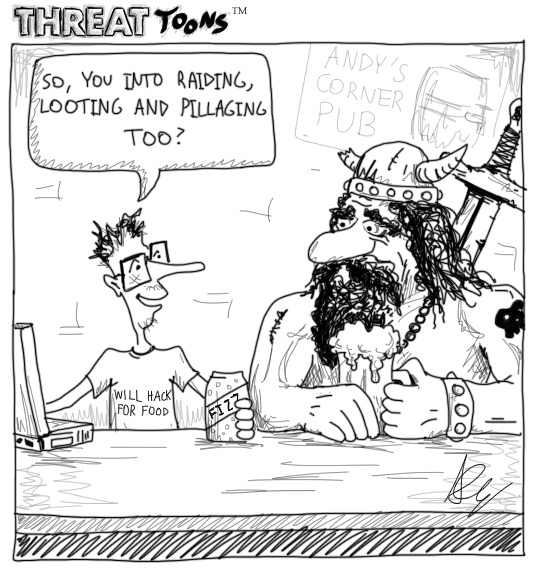 THREAT TOONS™
SO, YOU INTO RAIDING,
LOOTING AND PILLAGING
TOO?
ANDY'S
CORNER
PUB
WILL HACK
FOR FOOD
FIZZ